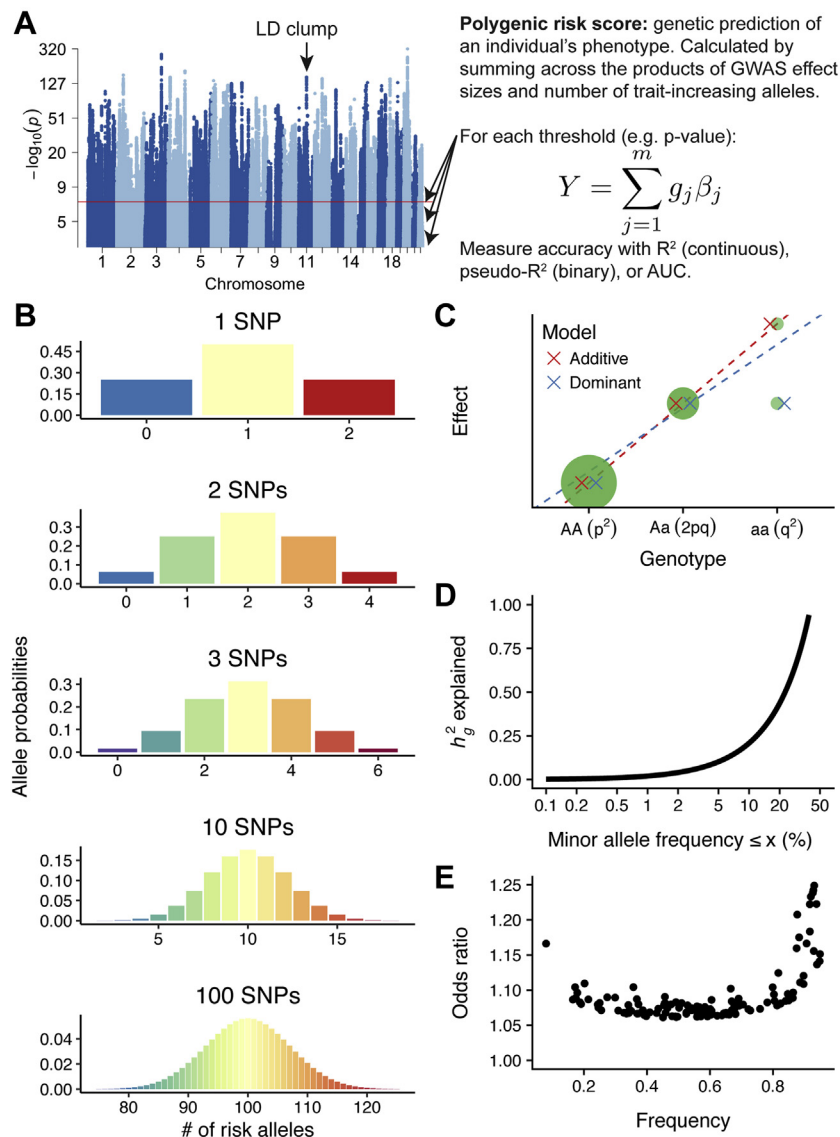 A
LD clump
320
127
51
20
9
5
−log₁₀(p)
1 2 3 5 7 9 11 14 18
Chromosome
Polygenic risk score: genetic prediction of
an individual's phenotype. Calculated by
summing across the products of GWAS effect
sizes and number of trait-increasing alleles.
For each threshold (e.g. p-value):
Y = ∑ᵐⱼ₌₁ gⱼβⱼ
Measure accuracy with R² (continuous),
pseudo-R² (binary), or AUC.
B
Allele probabilities
1 SNP
0.45
0.30
0.15
0.00
0 1 2
2 SNPs
0.3
0.2
0.1
0.0
0 1 2 3 4
3 SNPs
0.3
0.2
0.1
0.0
0 2 4 6
10 SNPs
0.15
0.10
0.05
0.00
5 10 15
100 SNPs
0.04
0.02
0.00
80 90 100 110 120
# of risk alleles
C
Model
Additive
Dominant
Effect
AA (p²) Aa (2pq) aa (q²)
Genotype
D
1.00
0.75
0.50
0.25
0.00
h²g explained
0.1 0.2 0.5 1 2 5 10 20 50
Minor allele frequency ≤ x (%)
E
1.25
1.20
1.15
1.10
1.05
1.00
Odds ratio
0.2 0.4 0.6 0.8
Frequency